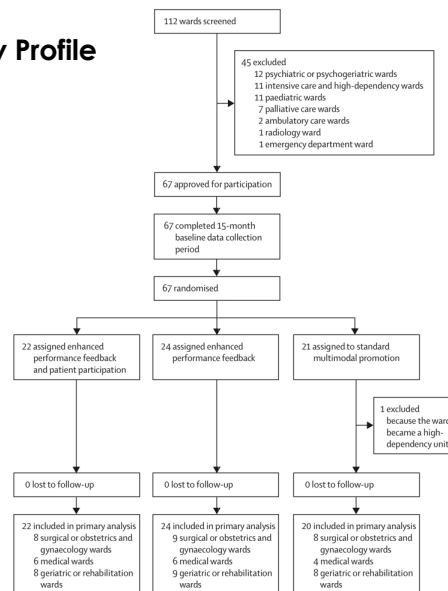 Profile
112 wards screened
45 excluded
12 psychiatric or psychogeriatric wards
11 intensive care and high-dependency wards
11 paediatric wards
7 palliative care wards
2 ambulatory care wards
1 radiology ward
1 emergency department ward
67 approved for participation
67 completed 15-month
baseline data collection
period
67 randomised
22 assigned enhanced
performance feedback
and patient participation
24 assigned enhanced
performance feedback
21 assigned to standard
multimodal promotion
1 excluded
because the
became a high-
dependency unit
0 lost to follow-up
0 lost to follow-up
0 lost to follow-up
22 included in primary analysis
8 surgical or obstetrics and
gynaecology wards
6 medical wards
8 geriatric or rehabilitation
wards
24 included in primary analysis
9 surgical or obstetrics and
gynaecology wards
6 medical wards
9 geriatric or rehabilitation
wards
20 included in primary analysis
8 surgical or obstetrics and
gynaecology wards
4 medical wards
8 geriatric or rehabilitation
wards